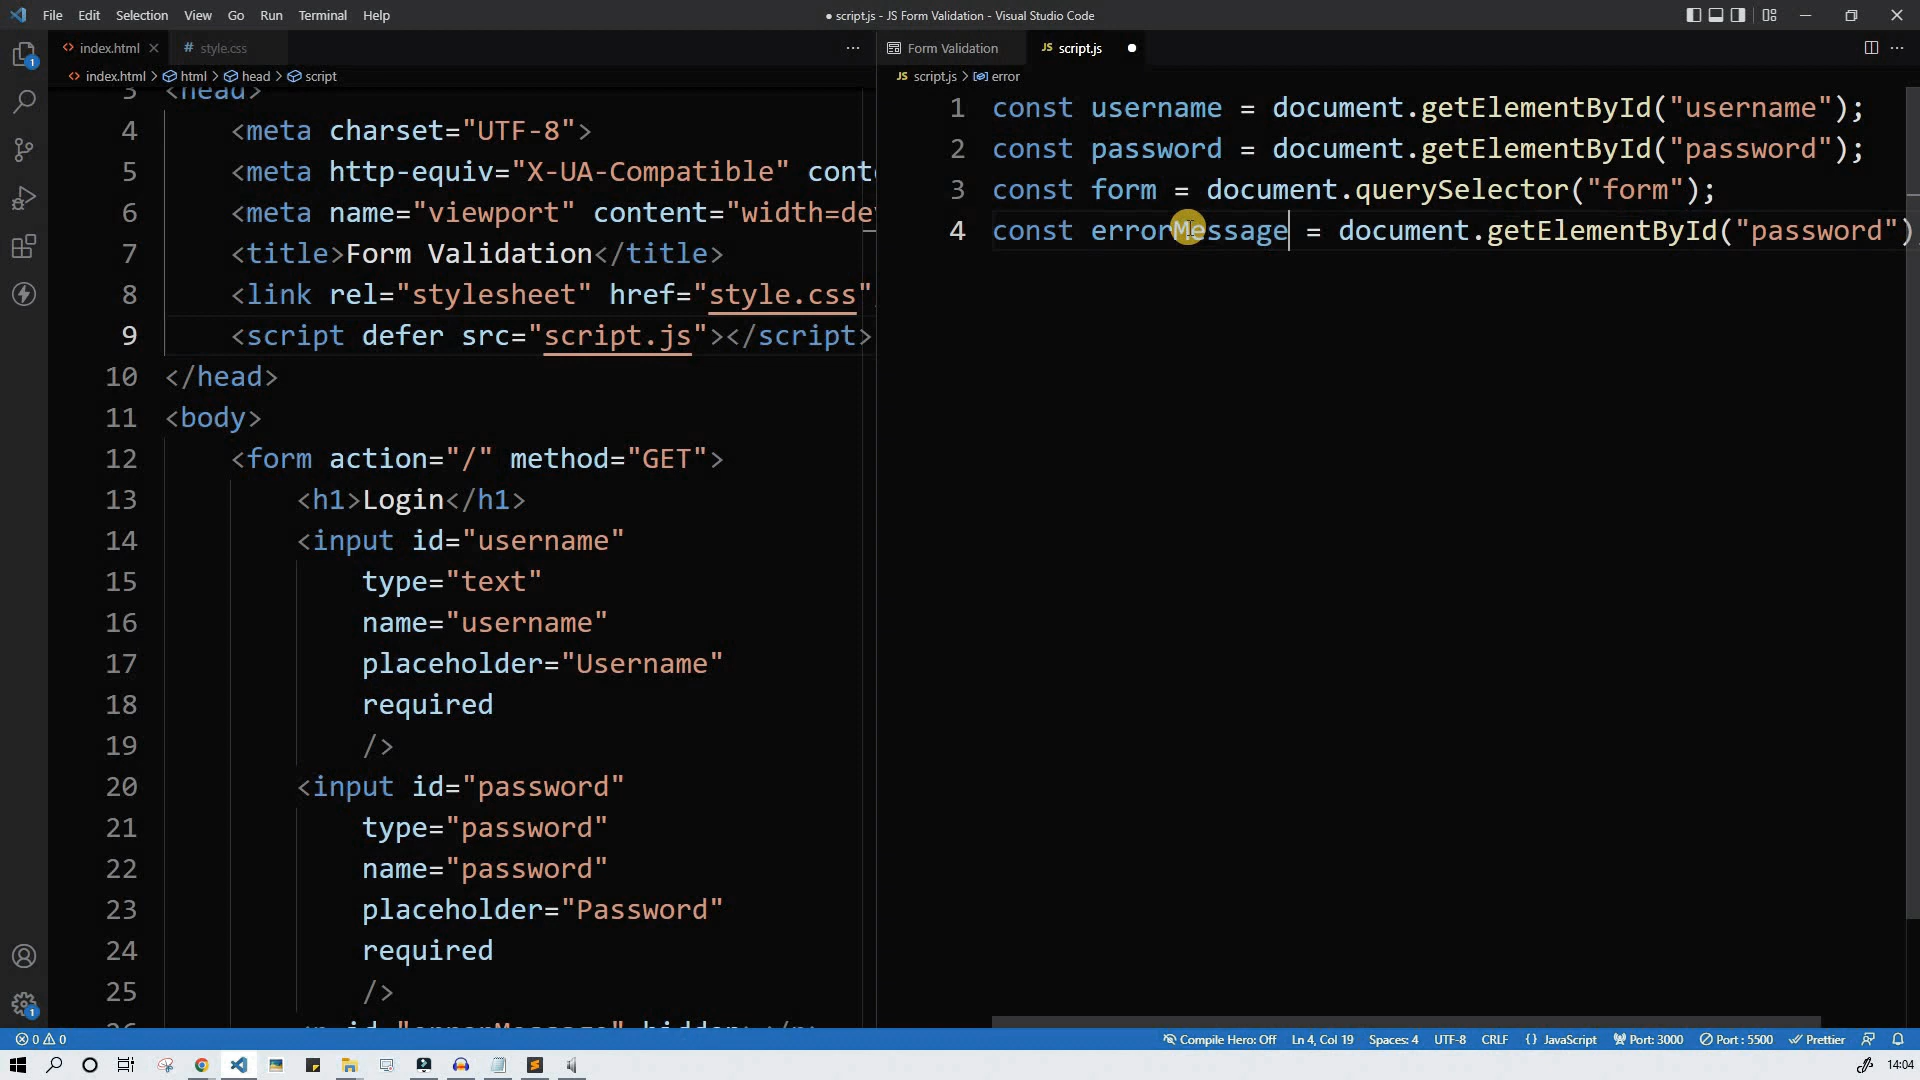 File Edit Selection View Go Run Terminal Help
● script.js - JS Form Validation - Visual Studio Code
index.html
# style.css
...
Form Validation
JS script.js ●
...
index.html > html > head > script
JS script.js > error
3 <head>
4 <meta charset="UTF-8">
5 <meta http-equiv="X-UA-Compatible" cont
6 <meta name="viewport" content="width=de
7 <title>Form Validation</title>
8 <link rel="stylesheet" href="style.css"
9 <script defer src="script.js"></script>
10 </head>
11 <body>
12 <form action="/" method="GET">
13 <h1>Login</h1>
14 <input id="username"
15 type="text"
16 name="username"
17 placeholder="Username"
18 required
19 />
20 <input id="password"
21 type="password"
22 name="password"
23 placeholder="Password"
24 required
25 />
1 const username = document.getElementById("username");
2 const password = document.getElementById("password");
3 const form = document.querySelector("form");
4 const errorMessage = document.getElementById("password")
1
1
0 0
Compile Hero: Off
Ln 4, Col 19
Spaces: 4
UTF-8
CRLF
{} JavaScript
Port: 3000
Port : 5500
Prettier
14:04